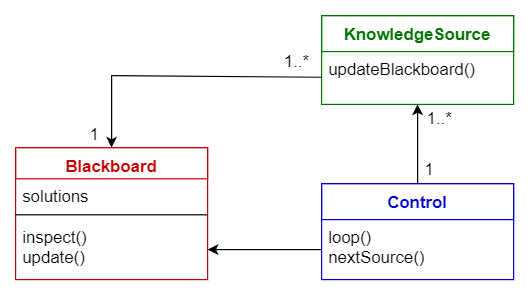 KnowledgeSource
updateBlackboard()
1..*
1..*
1
1
Blackboard
solutions
inspect()
update()
Control
loop()
nextSource()